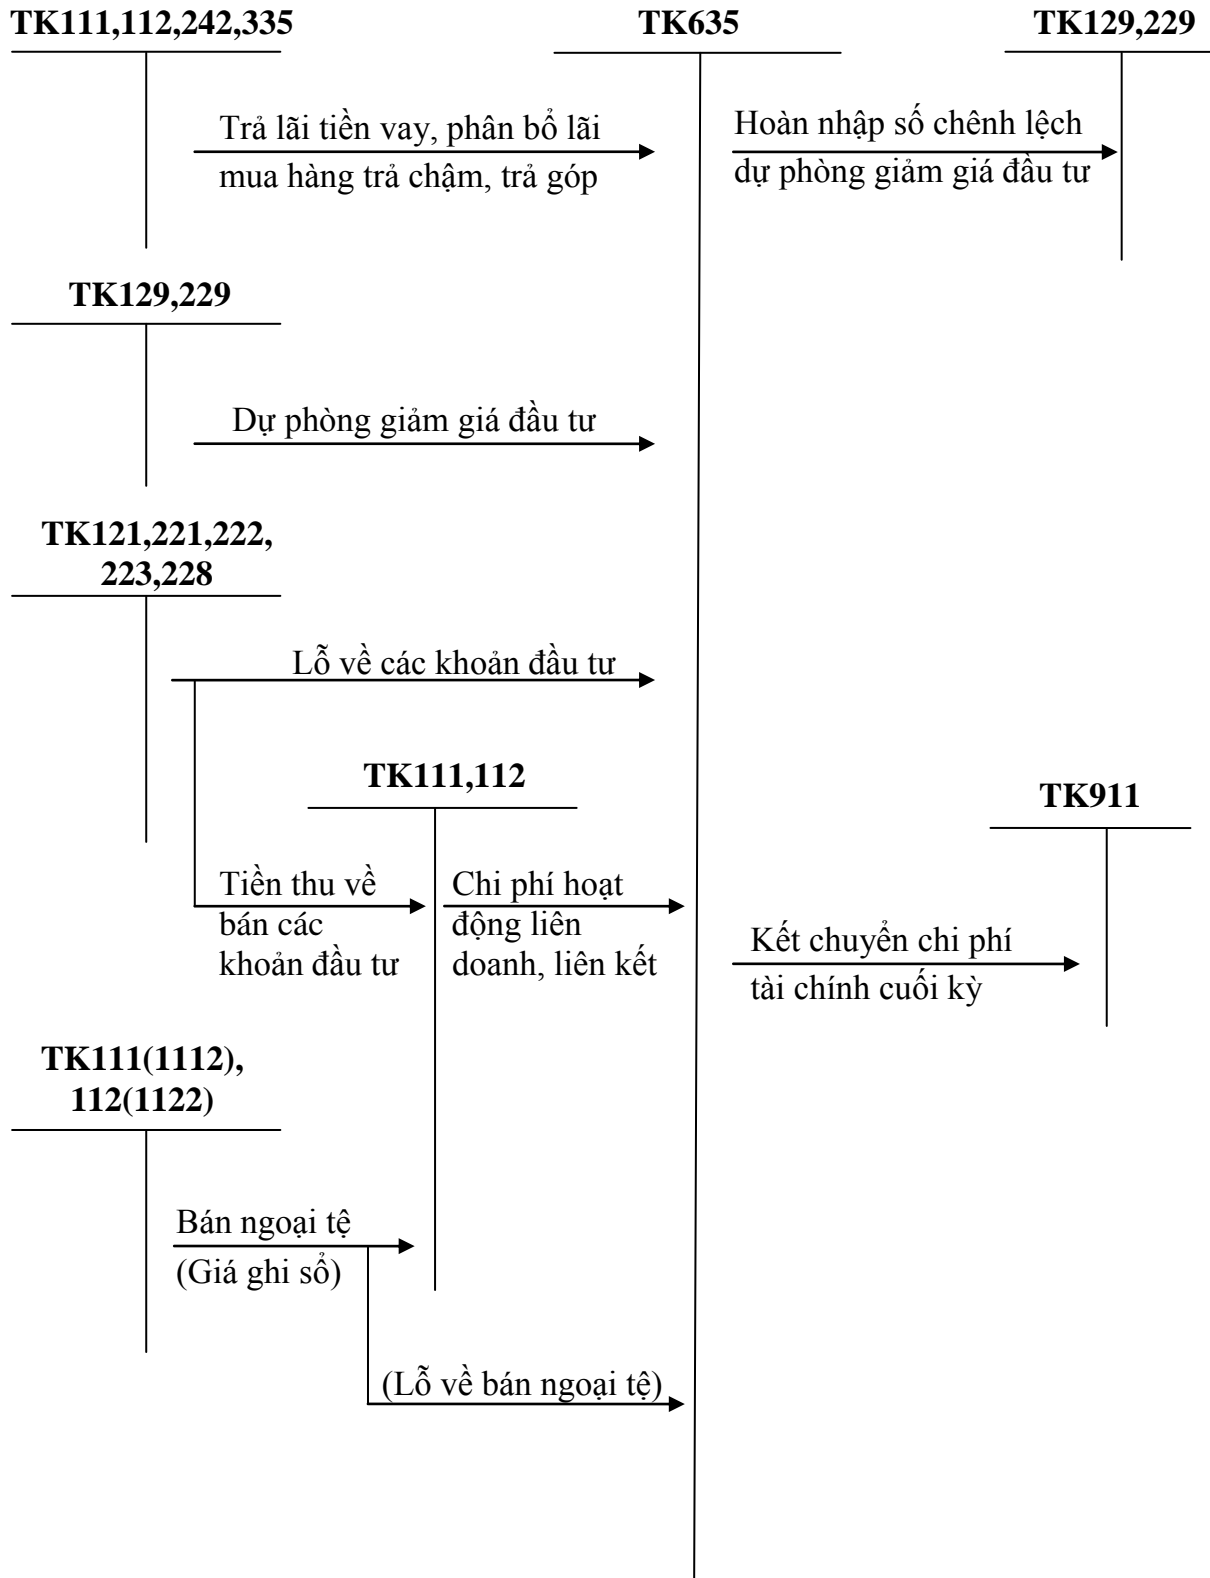 TK111,112,242,335
TK635
TK129,229
Trả lãi tiền vay, phân bổ lãi
mua hàng trả chậm, trả góp
Hoàn nhập số chênh lệch
dự phòng giảm giá đầu tư
TK129,229
Dự phòng giảm giá đầu tư
TK121,221,222,
223,228
Lỗ về các khoản đầu tư
TK111,112
TK911
Tiền thu về
bán các
khoản đầu tư
Chi phí hoạt
động liên
doanh, liên kết
Kết chuyển chi phí
tài chính cuối kỳ
TK111(1112),
112(1122)
Bán ngoại tệ
(Giá ghi sổ)
(Lỗ về bán ngoại tệ)